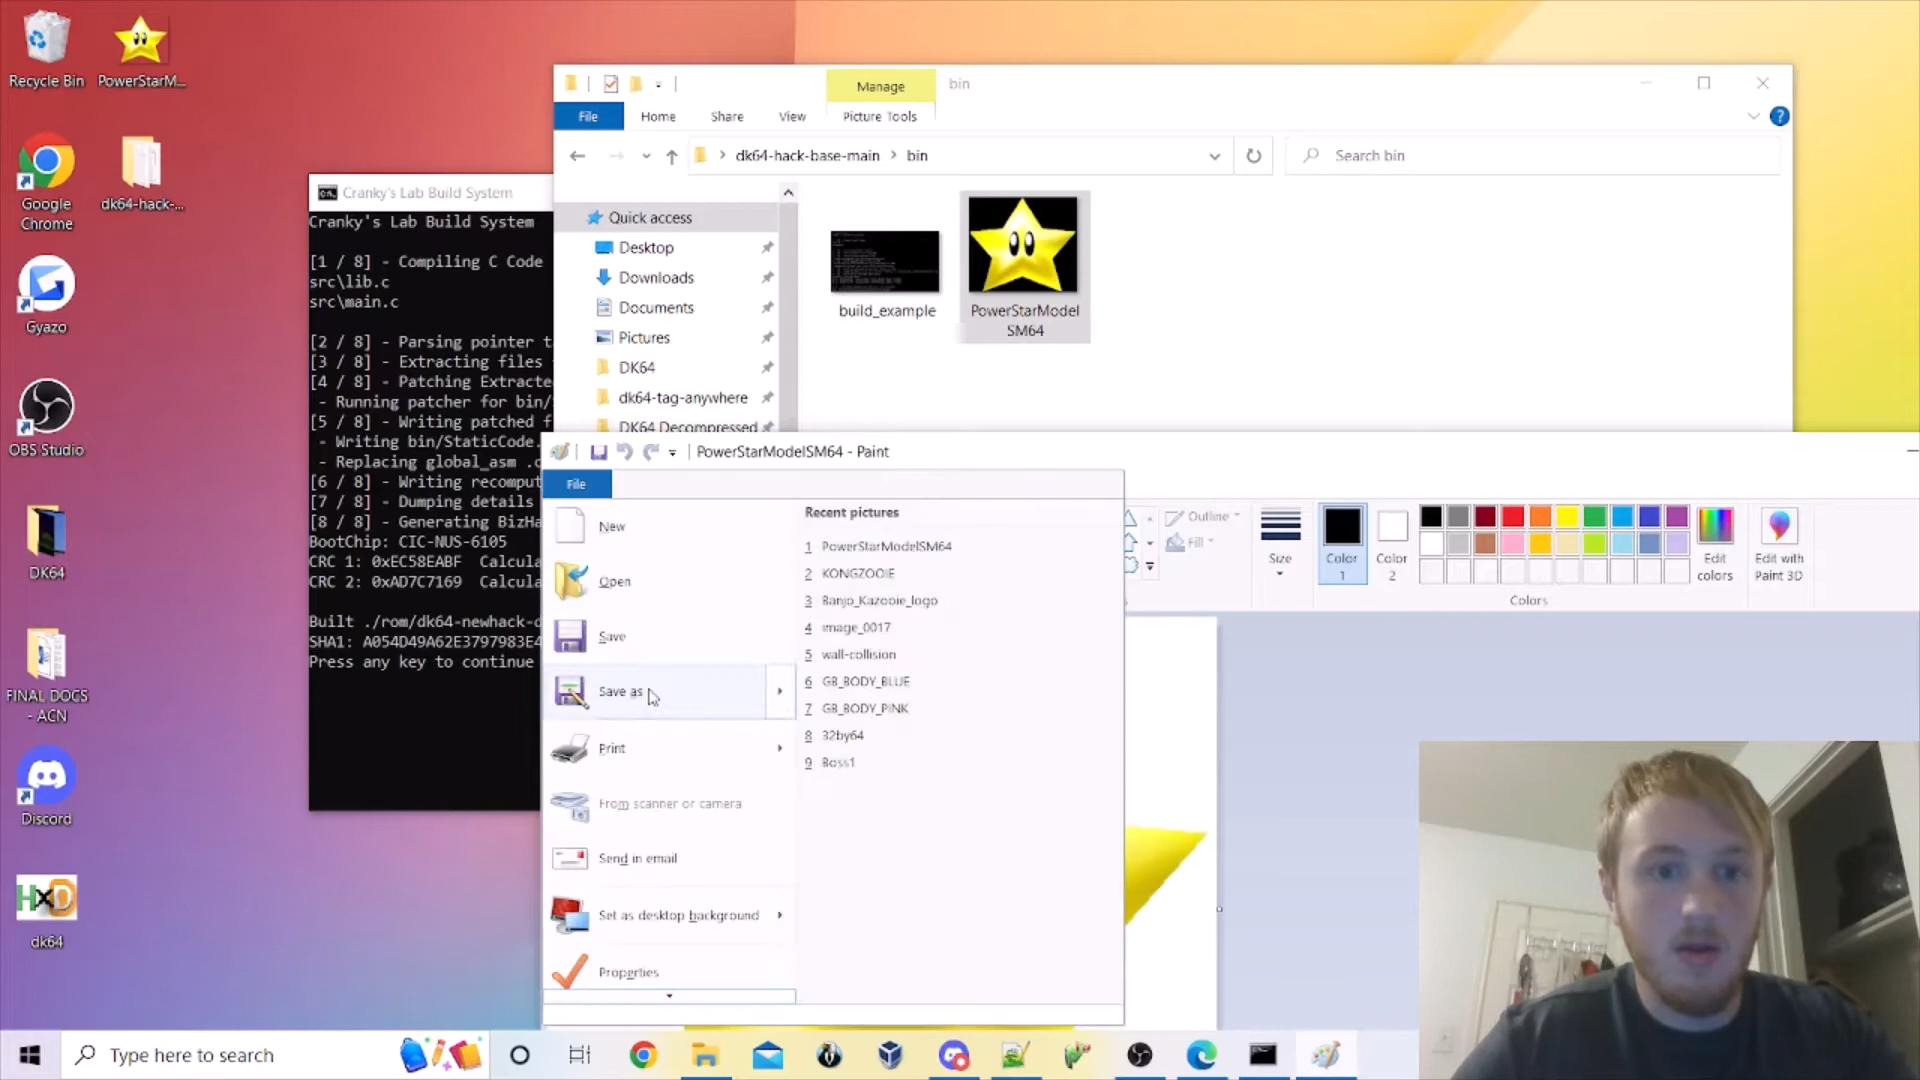 Recycle Bin
PowerStarM...
Google
Chrome
dk64-hack-...
Gyazo
OBS Studio
DK64
FINAL DOCS
- ACN
Discord
HxD
dk64
Cranky's Lab Build System
Cranky's Lab Build System
[1 / 8] - Compiling C Code
src\lib.c
src\main.c
[2 / 8] - Parsing pointer t
[3 / 8] - Extracting files
[4 / 8] - Patching Extracte
- Running patcher for bin/
[5 / 8] - Writing patched f
- Writing bin/StaticCode.
- Replacing global_asm .c
[6 / 8] - Writing recomput
[7 / 8] - Dumping details
[8 / 8] - Generating BizHa
BootChip: CIC-NUS-6105
CRC 1: 0xEC58EABF Calcula
CRC 2: 0xAD7C7169 Calcula
Built ./rom/dk64-newhack-d
SHA1: A054D49A62E3797983E4
Press any key to continue
Manage
bin
File
Home
Share
View
Picture Tools
dk64-hack-base-main
bin
Search bin
Quick access
Desktop
Downloads
Documents
Pictures
DK64
dk64-tag-anywhere
DK64 Decompressed
build_example
PowerStarModel
SM64
PowerStarModelSM64 - Paint
File
New
Open
Save
Save as
Print
From scanner or camera
Send in email
Set as desktop background
Properties
Recent pictures
1 PowerStarModelSM64
2 KONGZOOIE
3 Banjo_Kazooie_logo
4 image_0017
5 wall-collision
6 GB_BODY_BLUE
7 GB_BODY_PINK
8 32by64
9 Boss1
Outline
Fill
Size
Color
1
Color
2
Edit
colors
Edit with
Paint 3D
Colors
Type here to search